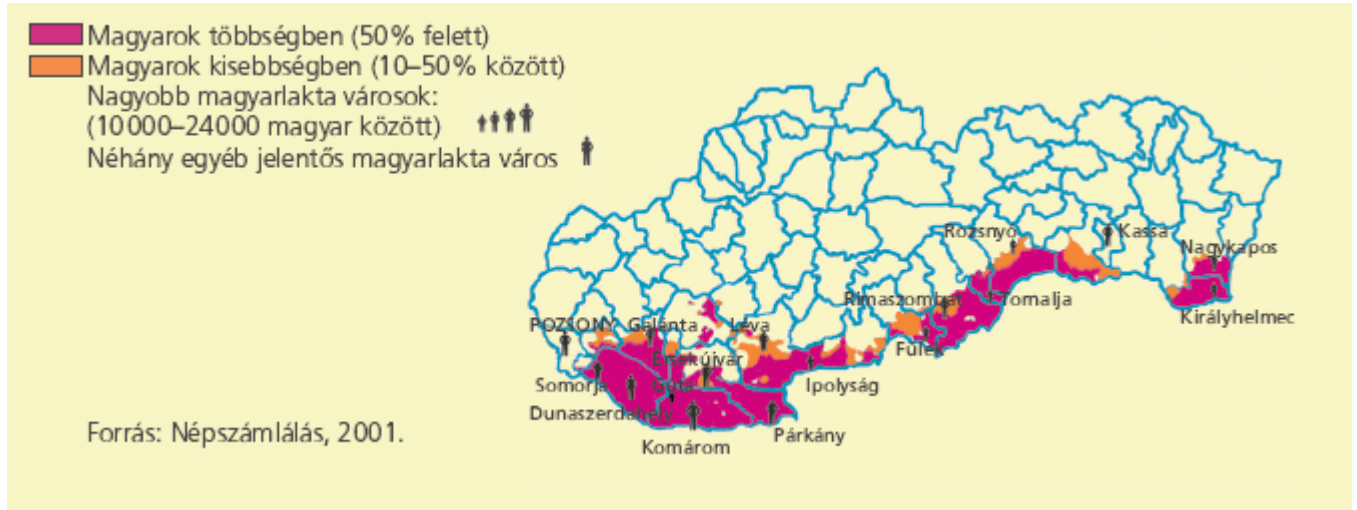 Magyarok többségben (50% felett)
Magyarok kisebbségben (10–50% között)
Nagyobb magyarlakta városok:
(10000–24000 magyar között)
Néhány egyéb jelentős magyarlakta város
Rozsnyó
Kassa
Nagykapos
Rimaszombat
Tornalja
Királyhelmec
POZSONY
Galánta
Léva
Fülek
Érsekújvár
Somorja
Gúta
Ipolyság
Dunaszerdahely
Párkány
Komárom
Forrás: Népszámlálás, 2001.